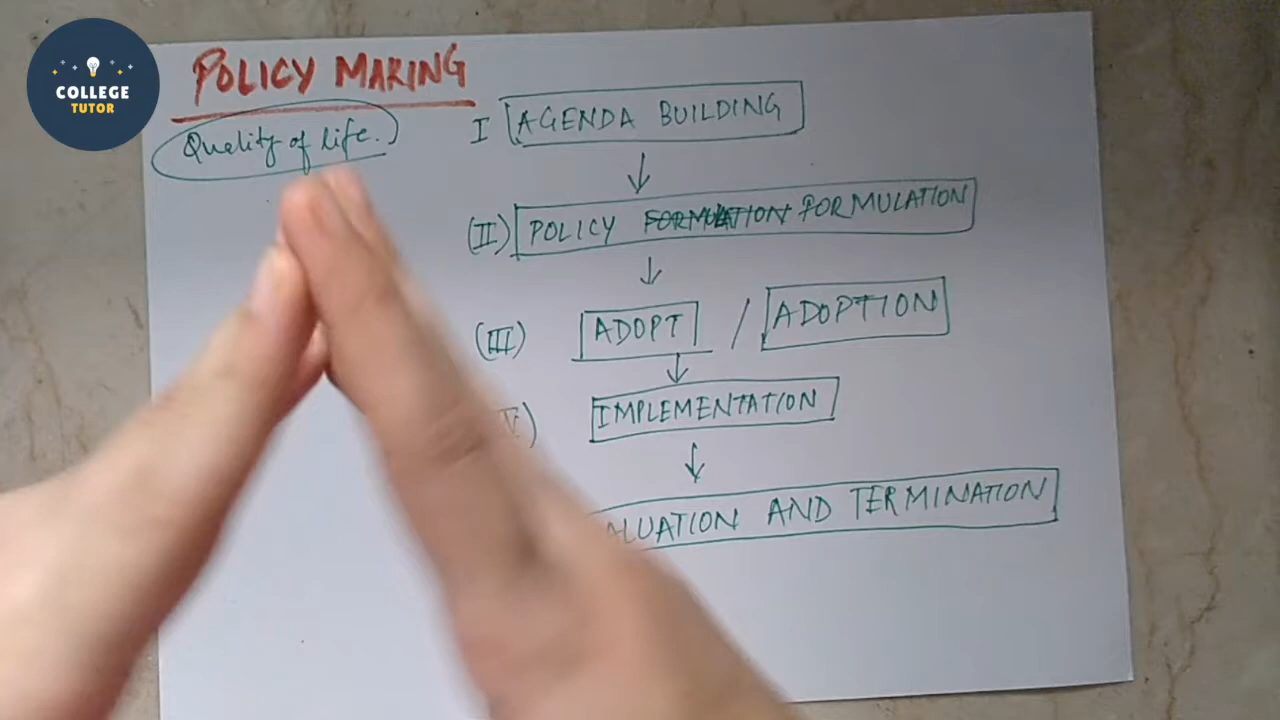 COLLEGE
TUTOR
POLICY MAKING
Quality of life.
I AGENDA BUILDING
(II) POLICY FORMULATION FORMULATION
(III) ADOPT / ADOPTION
IV) IMPLEMENTATION
ALUATION AND TERMINATION